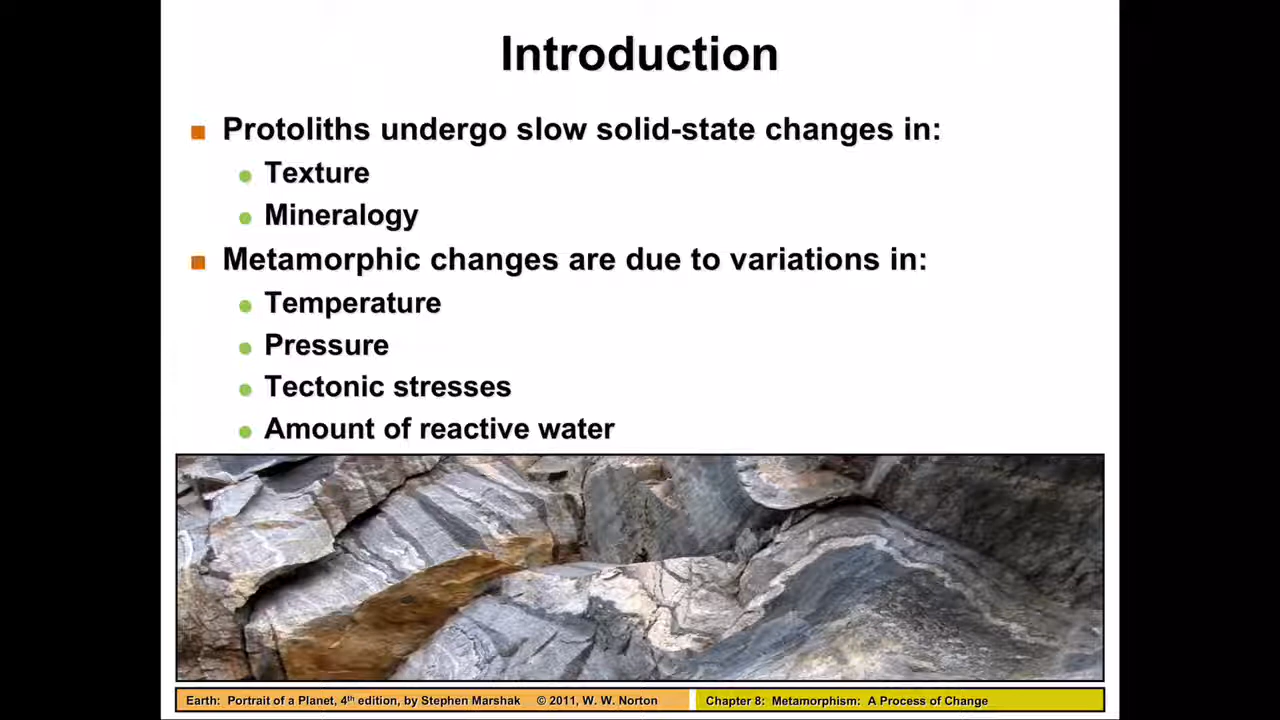 Introduction
Protoliths undergo slow solid-state changes in:
Texture
Mineralogy
Metamorphic changes are due to variations in:
Temperature
Pressure
Tectonic stresses
Amount of reactive water
Earth: Portrait of a Planet, 4th edition, by Stephen Marshak © 2011, W. W. Norton
Chapter 8: Metamorphism: A Process of Change